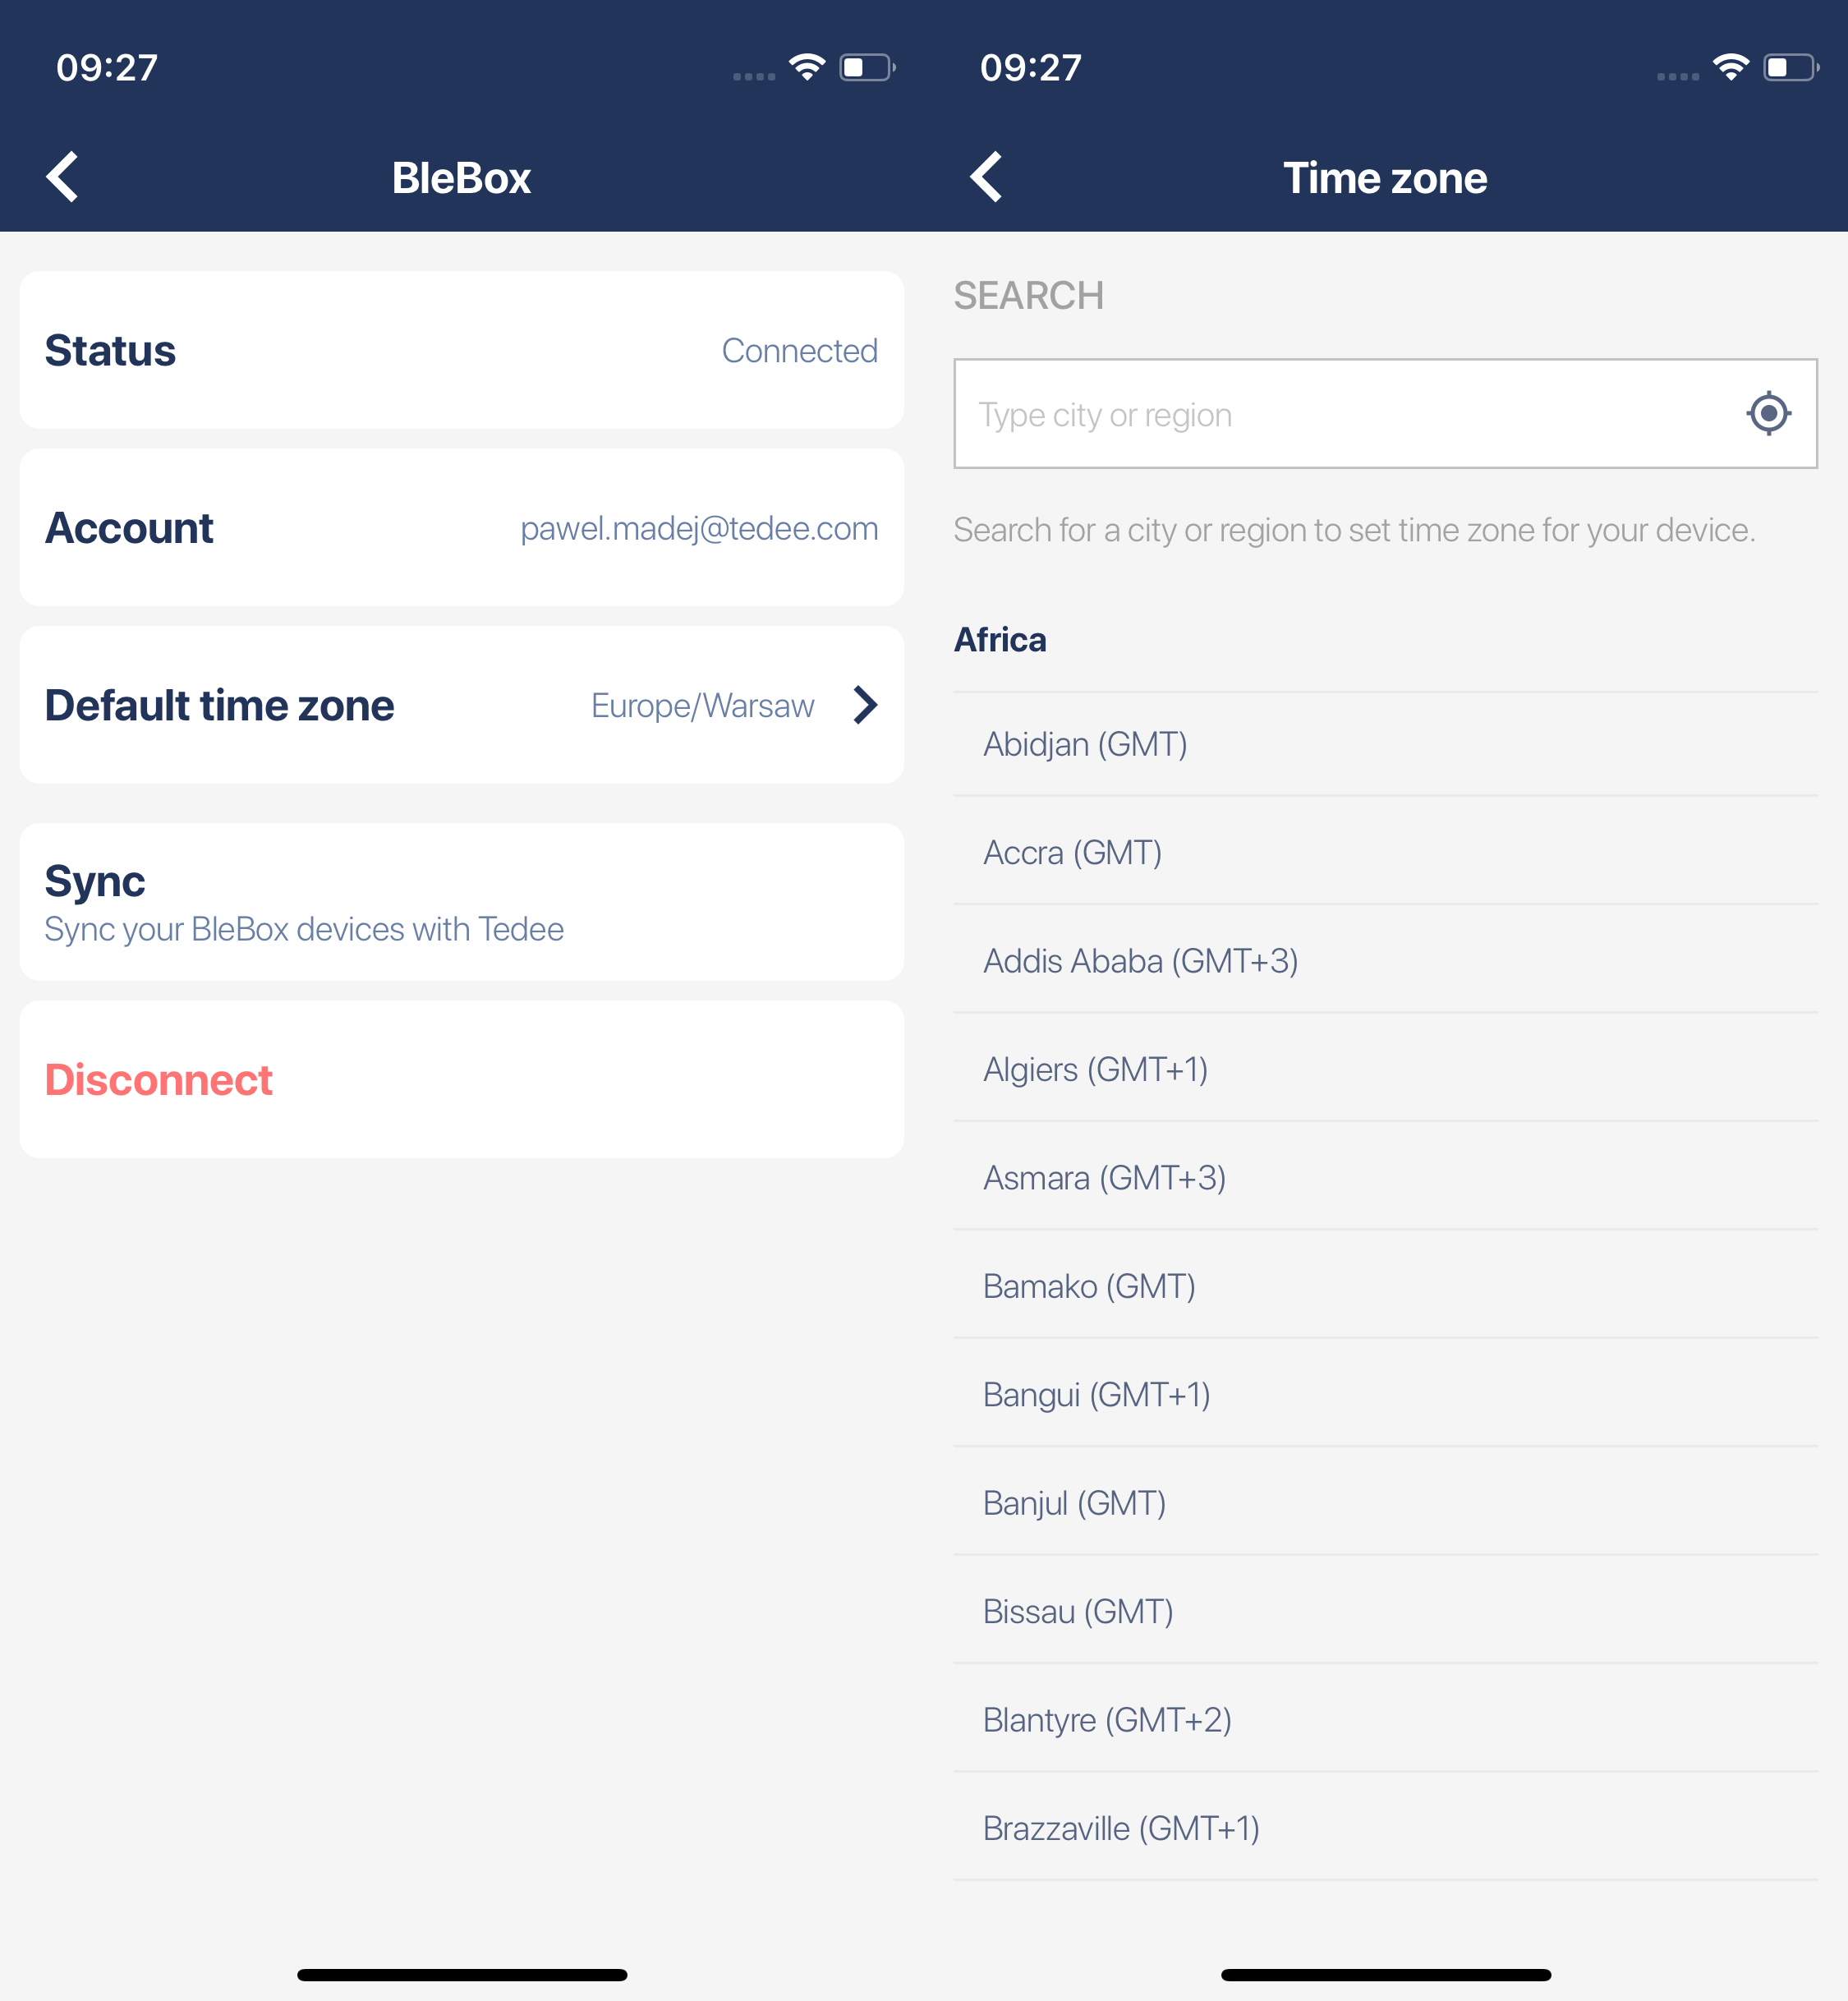 09:27
BleBox
Status
Connected
Account
pawel.madej@tedee.com
Default time zone
Europe/Warsaw
Sync
Sync your BleBox devices with Tedee
Disconnect
09:27
Time zone
SEARCH
Type city or region
Search for a city or region to set time zone for your device.
Africa
Abidjan (GMT)
Accra (GMT)
Addis Ababa (GMT+3)
Algiers (GMT+1)
Asmara (GMT+3)
Bamako (GMT)
Bangui (GMT+1)
Banjul (GMT)
Bissau (GMT)
Blantyre (GMT+2)
Brazzaville (GMT+1)